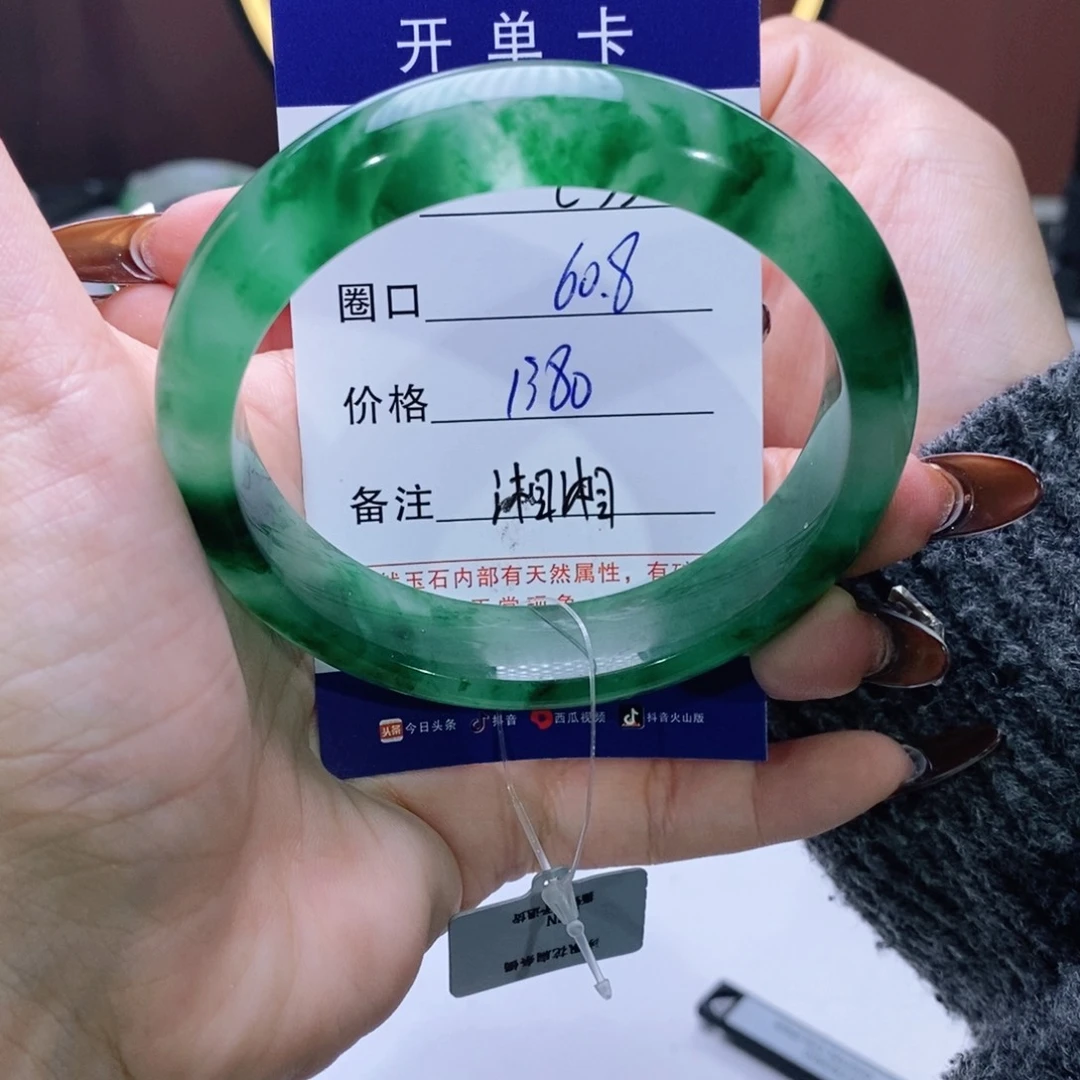 开单卡
圈口 60.8
价格 1380
备注 湘湘
玉石内部有天然属性，有
头条 今日头条 抖音 西瓜视频 抖音火山版